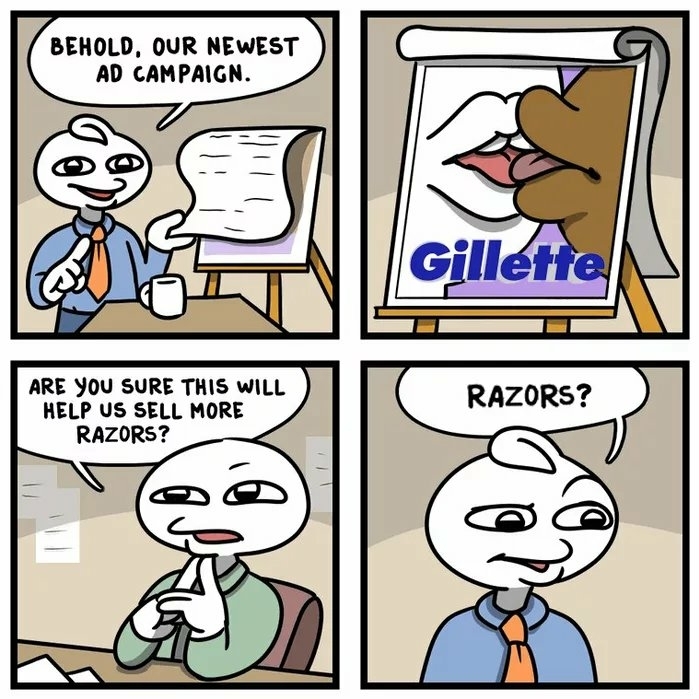 BEHOLD, OUR NEWEST
AD CAMPAIGN.
Gillette
ARE YOU SURE THIS WILL
HELP US SELL MORE
RAZORS?
RAZORS?